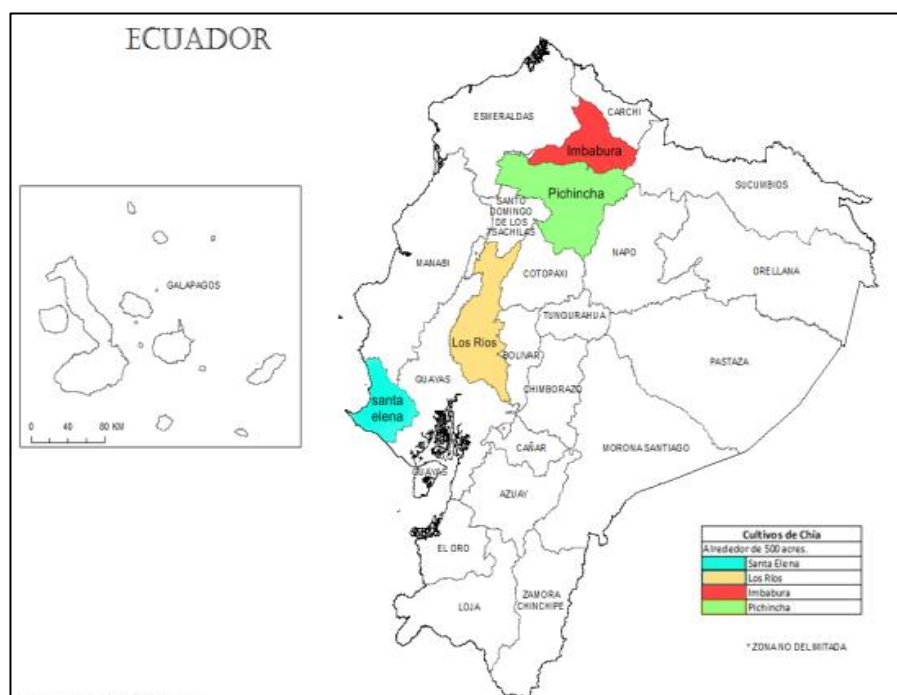 ECUADOR
ESMERALDAS
CARCHI
Imbabura
SUCUMBIOS
Pichincha
SANTO
DOMINGO
DE LOS
TSACHILAS
MANABI
NAPO
ORELLANA
COTOPAXI
GALAPAGOS
TUNGURAHUA
Los Rios
BOLIVAR
PASTAZA
GUAYAS
CHIMBORAZO
santa
elena
0 40 80 KM
CAÑAR
MORONA SANTIAGO
GUAYAS
AZUAY
EL ORO
LOJA
ZAMORA
CHINCHIPE
Cultivos de Chía
Alrededor de 500 acres.
Santa Elena
Los Ríos
Imbabura
Pichincha
* ZONA NO DELIMITADA